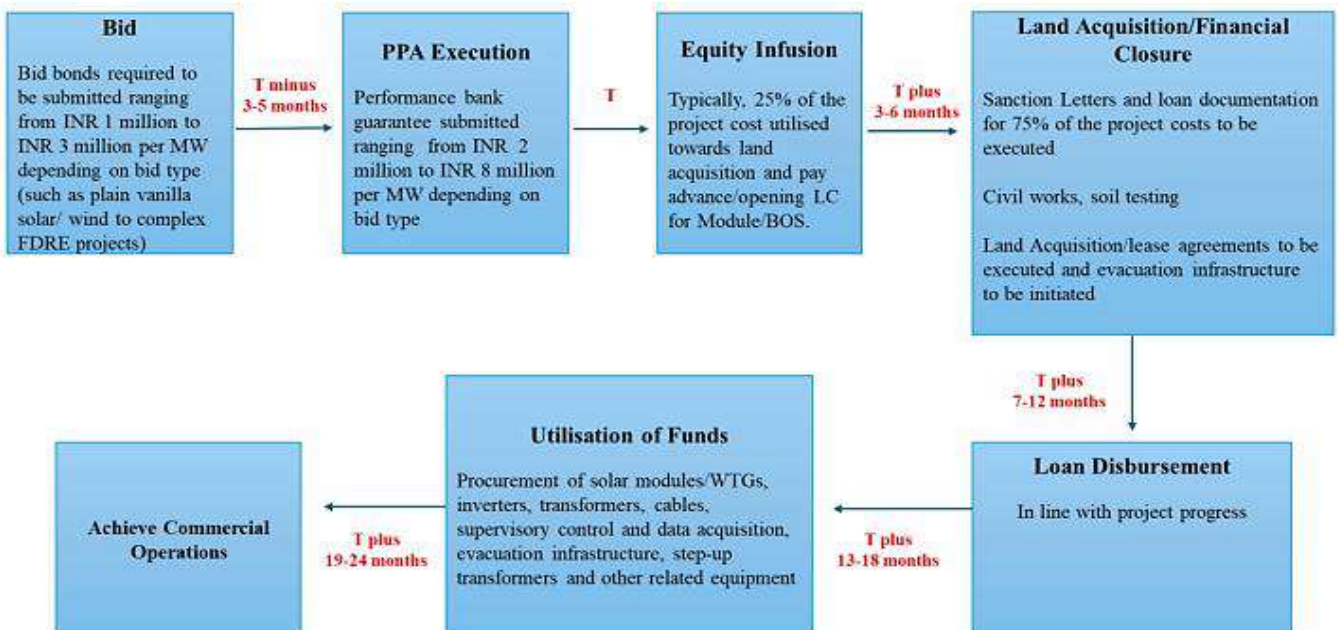 Bid
Bid bonds required to
be submitted ranging
from INR 1 million to
INR 3 million per MW
depending on bid type
(such as plain vanilla
solar/ wind to complex
FDRE projects)
T minus
3-5 months
PPA Execution
Performance bank
guarantee submitted
ranging from INR 2
million to INR 8 million
per MW depending on
bid type
T
Equity Infusion
Typically, 25% of the
project cost utilised
towards land
acquisition and pay
advance/opening LC
for Module/BOS.
T plus
3-6 months
Land Acquisition/Financial
Closure
Sanction Letters and loan documentation
for 75% of the project costs to be
executed
Civil works, soil testing
Land Acquisition/lease agreements to be
executed and evacuation infrastructure
to be initiated
T plus
7-12 months
Loan Disbursement
In line with project progress
T plus
13-18 months
Utilisation of Funds
Procurement of solar modules/WTGs,
inverters, transformers, cables,
supervisory control and data acquisition,
evacuation infrastructure, step-up
transformers and other related equipment
T plus
19-24 months
Achieve Commercial
Operations